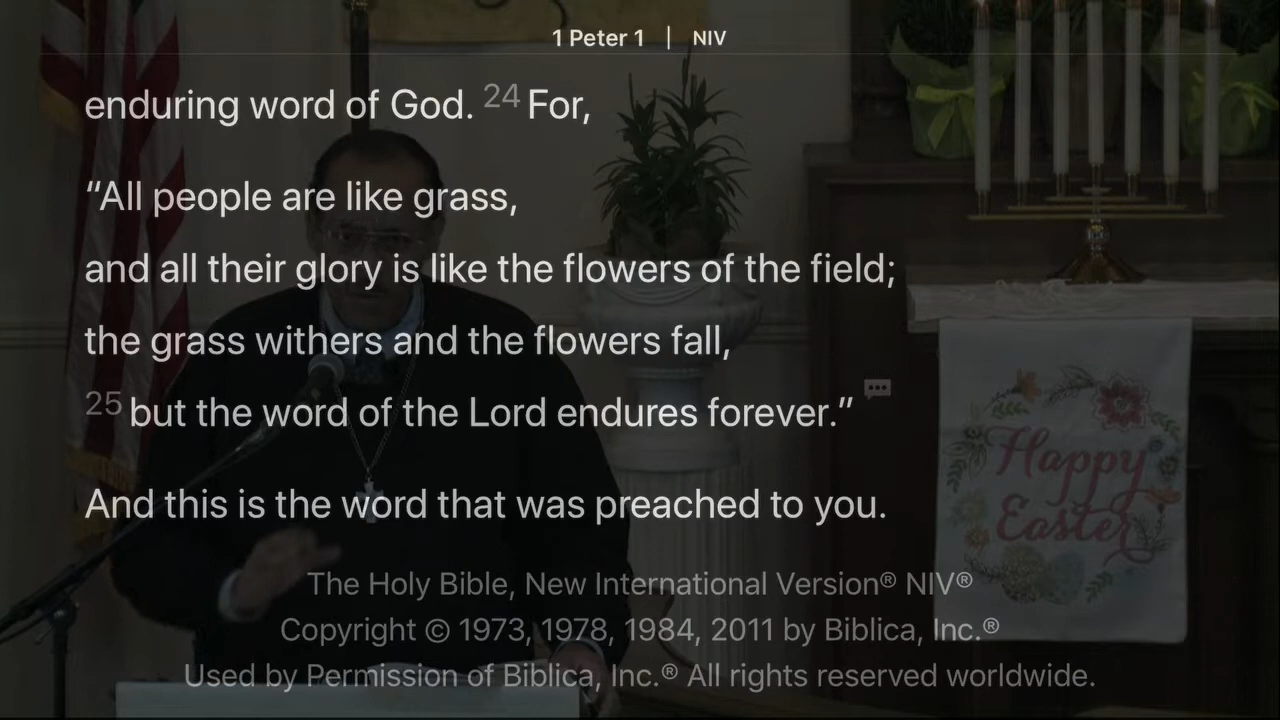 1 Peter 1 | NIV
enduring word of God. 24 For,
“All people are like grass,
and all their glory is like the flowers of the field;
the grass withers and the flowers fall,
25 but the word of the Lord endures forever.”
And this is the word that was preached to you.
Happy
Easter
The Holy Bible, New International Version® NIV®
Copyright © 1973, 1978, 1984, 2011 by Biblica, Inc.®
Used by Permission of Biblica, Inc.® All rights reserved worldwide.